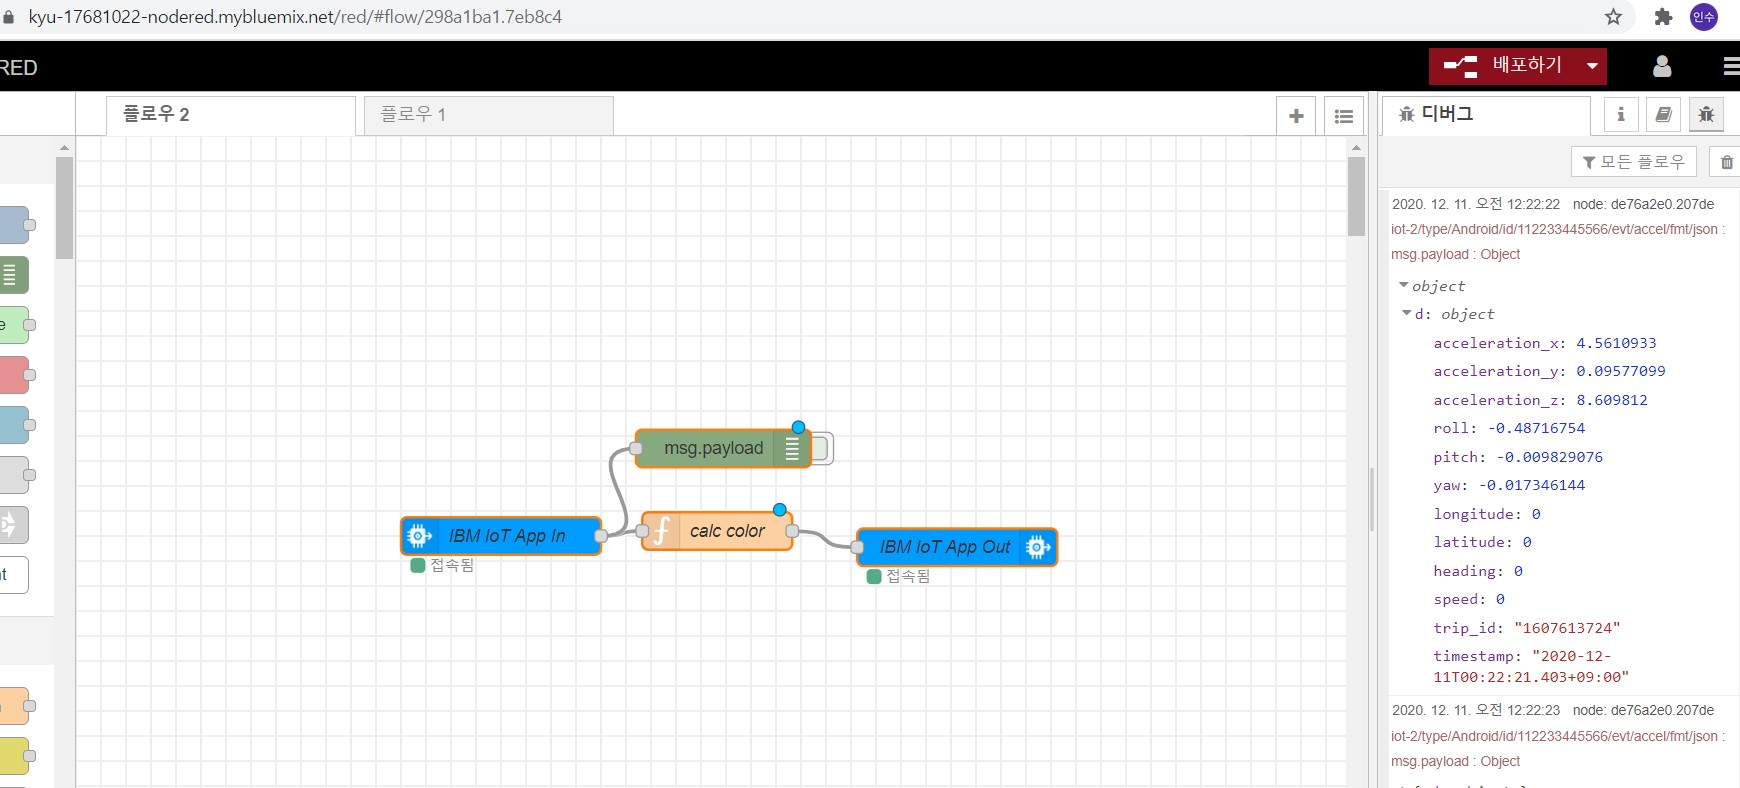 kyu-17681022-nodered.mybluemix.net/red/#flow/298a1ba1.7eb8c4
인수
RED
배포하기
플로우 2
플로우 1
디버그
모든 플로우
2020. 12. 11. 오전 12:22:22 node: de76a2e0.207de
iot-2/type/Android/id/112233445566/evt/accel/fmt/json :
msg.payload : Object
object
d: object
acceleration_x: 4.5610933
acceleration_y: 0.09577099
acceleration_z: 8.609812
roll: -0.48716754
pitch: -0.009829076
yaw: -0.017346144
longitude: 0
latitude: 0
heading: 0
speed: 0
trip_id: "1607613724"
timestamp: "2020-12-
11T00:22:21.403+09:00"
2020. 12. 11. 오전 12:22:23 node: de76a2e0.207de
iot-2/type/Android/id/112233445566/evt/accel/fmt/json :
msg.payload : Object
e
t
msg.payload
calc color
IBM IoT App In
접속됨
IBM IoT App Out
접속됨